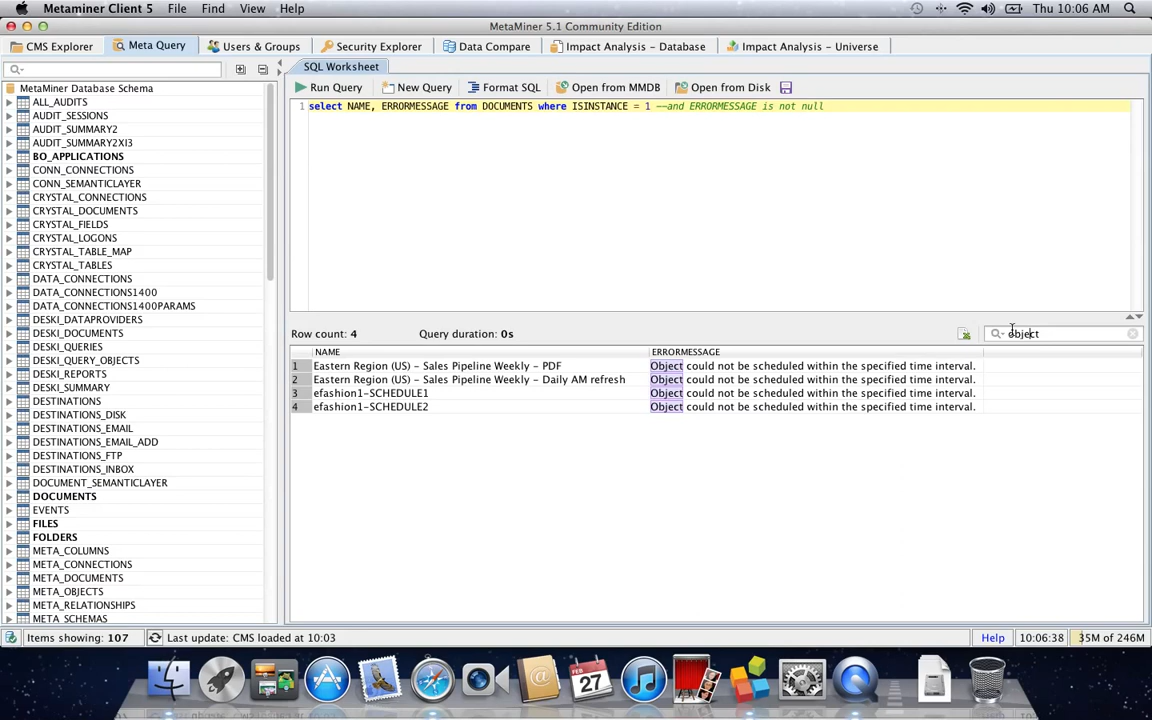 Metaminer Client 5 File Find View Help Thu 10:06 AM
MetaMiner 5.1 Community Edition
CMS Explorer Meta Query Users & Groups Security Explorer Data Compare Impact Analysis - Database Impact Analysis - Universe
SQL Worksheet
Run Query New Query Format SQL Open from MMDB Open from Disk
MetaMiner Database Schema
ALL_AUDITS
AUDIT_SESSIONS
AUDIT_SUMMARY2
AUDIT_SUMMARY2XI3
BO_APPLICATIONS
CONN_CONNECTIONS
CONN_SEMANTICLAYER
CRYSTAL_CONNECTIONS
CRYSTAL_DOCUMENTS
CRYSTAL_FIELDS
CRYSTAL_LOGONS
CRYSTAL_TABLE_MAP
CRYSTAL_TABLES
DATA_CONNECTIONS
DATA_CONNECTIONS1400
DATA_CONNECTIONS1400PARAMS
DESKI_DATAPROVIDERS
DESKI_DOCUMENTS
DESKI_QUERIES
DESKI_QUERY_OBJECTS
DESKI_REPORTS
DESKI_SUMMARY
DESTINATIONS
DESTINATIONS_DISK
DESTINATIONS_EMAIL
DESTINATIONS_EMAIL_ADD
DESTINATIONS_FTP
DESTINATIONS_INBOX
DOCUMENT_SEMANTICLAYER
DOCUMENTS
EVENTS
FILES
FOLDERS
META_COLUMNS
META_CONNECTIONS
META_DOCUMENTS
META_OBJECTS
META_RELATIONSHIPS
META_SCHEMAS
1 select NAME, ERRORMESSAGE from DOCUMENTS where ISINSTANCE = 1 --and ERRORMESSAGE is not null
Row count: 4 Query duration: 0s object
NAME ERRORMESSAGE
1 Eastern Region (US) - Sales Pipeline Weekly - PDF Object could not be scheduled within the specified time interval.
2 Eastern Region (US) - Sales Pipeline Weekly - Daily AM refresh Object could not be scheduled within the specified time interval.
3 efashion1-SCHEDULE1 Object could not be scheduled within the specified time interval.
4 efashion1-SCHEDULE2 Object could not be scheduled within the specified time interval.
Items showing: 107 Last update: CMS loaded at 10:03 Help 10:06:38 35M of 246M
FEB
27